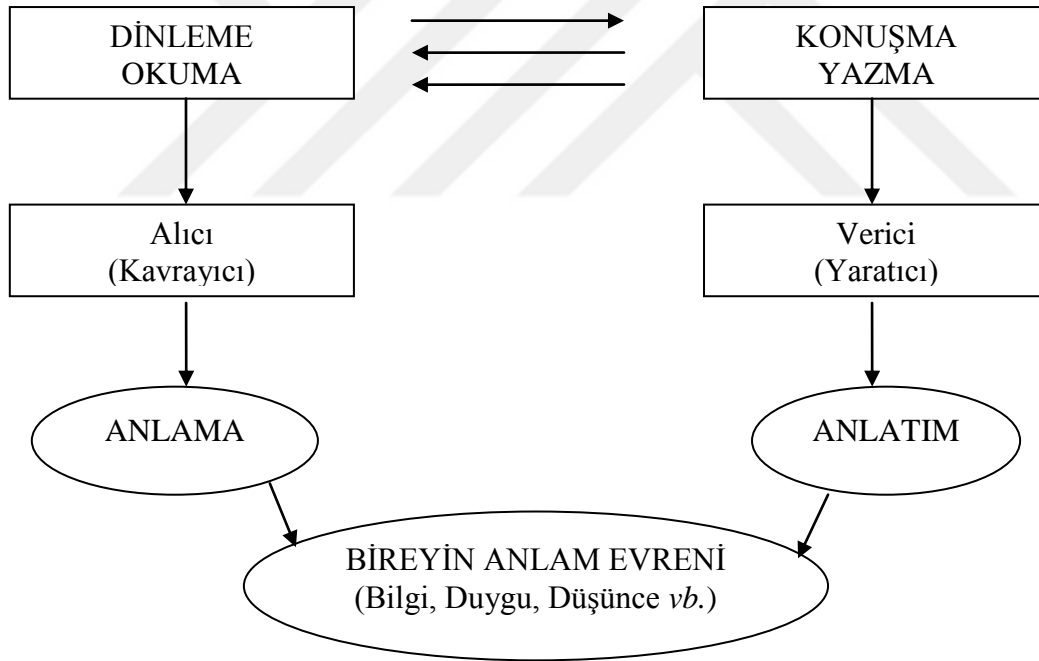 DİNLEME
OKUMA
KONUŞMA
YAZMA
Alıcı
(Kavrayıcı)
Verici
(Yaratıcı)
ANLAMA
ANLATIM
BİREYİN ANLAM EVRENİ
(Bilgi, Duygu, Düşünce vb.)